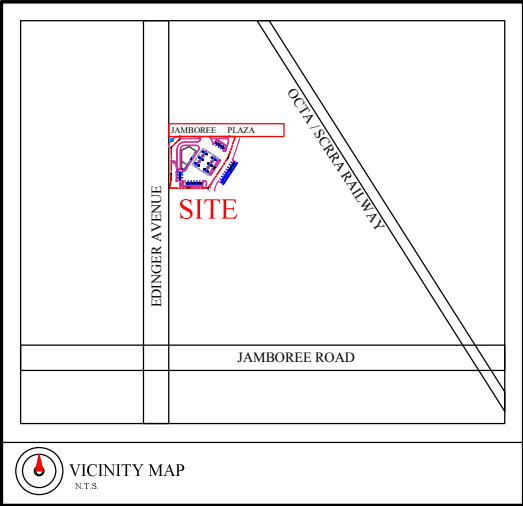 OCTA / SCRRA RAILWAY
JAMBOREE PLAZA
SITE
EDINGER AVENUE
JAMBOREE ROAD
VICINITY MAP
N.T.S.